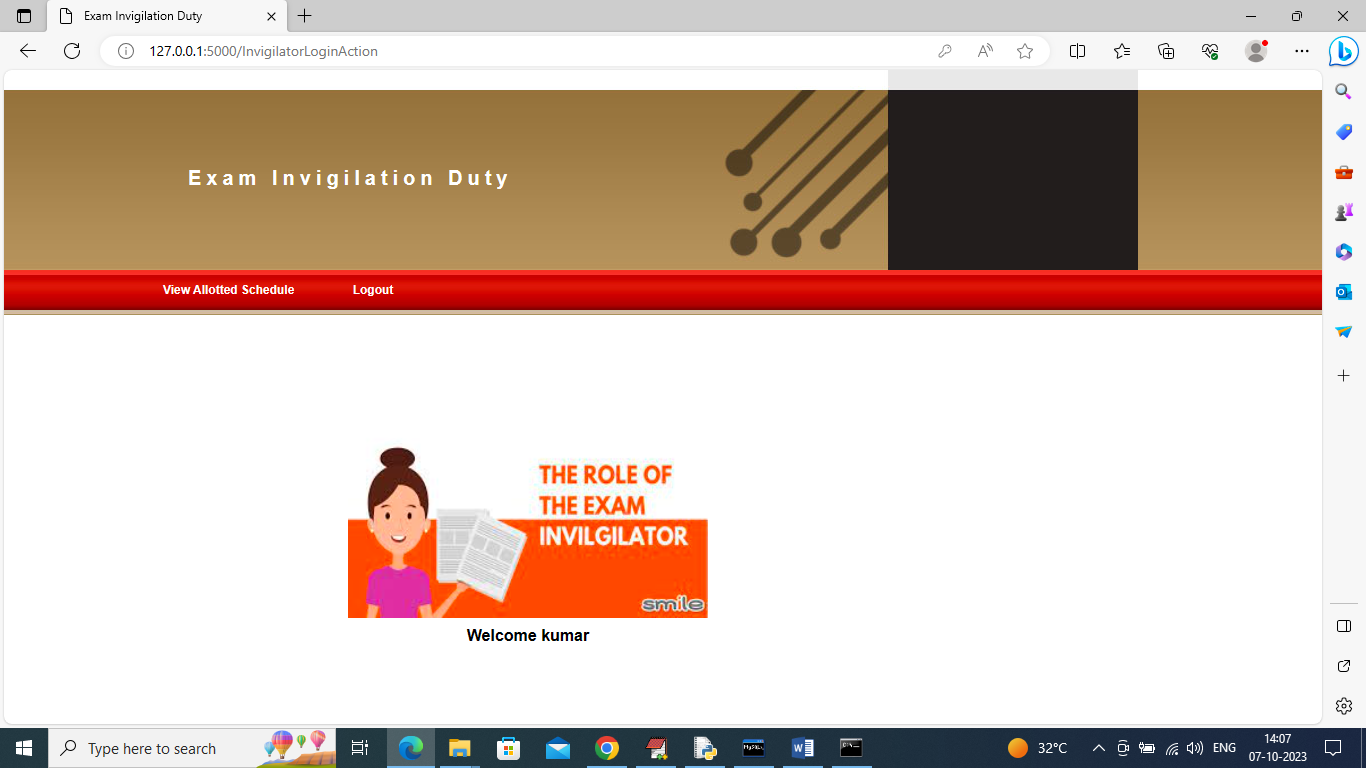 Exam Invigilation Duty
127.0.0.1:5000/InvigilatorLoginAction
Exam Invigilation Duty
View Allotted Schedule
Logout
THE ROLE OF
THE EXAM
INVILGILATOR
smile
Welcome kumar
Type here to search
32°C
ENG
14:07
07-10-2023